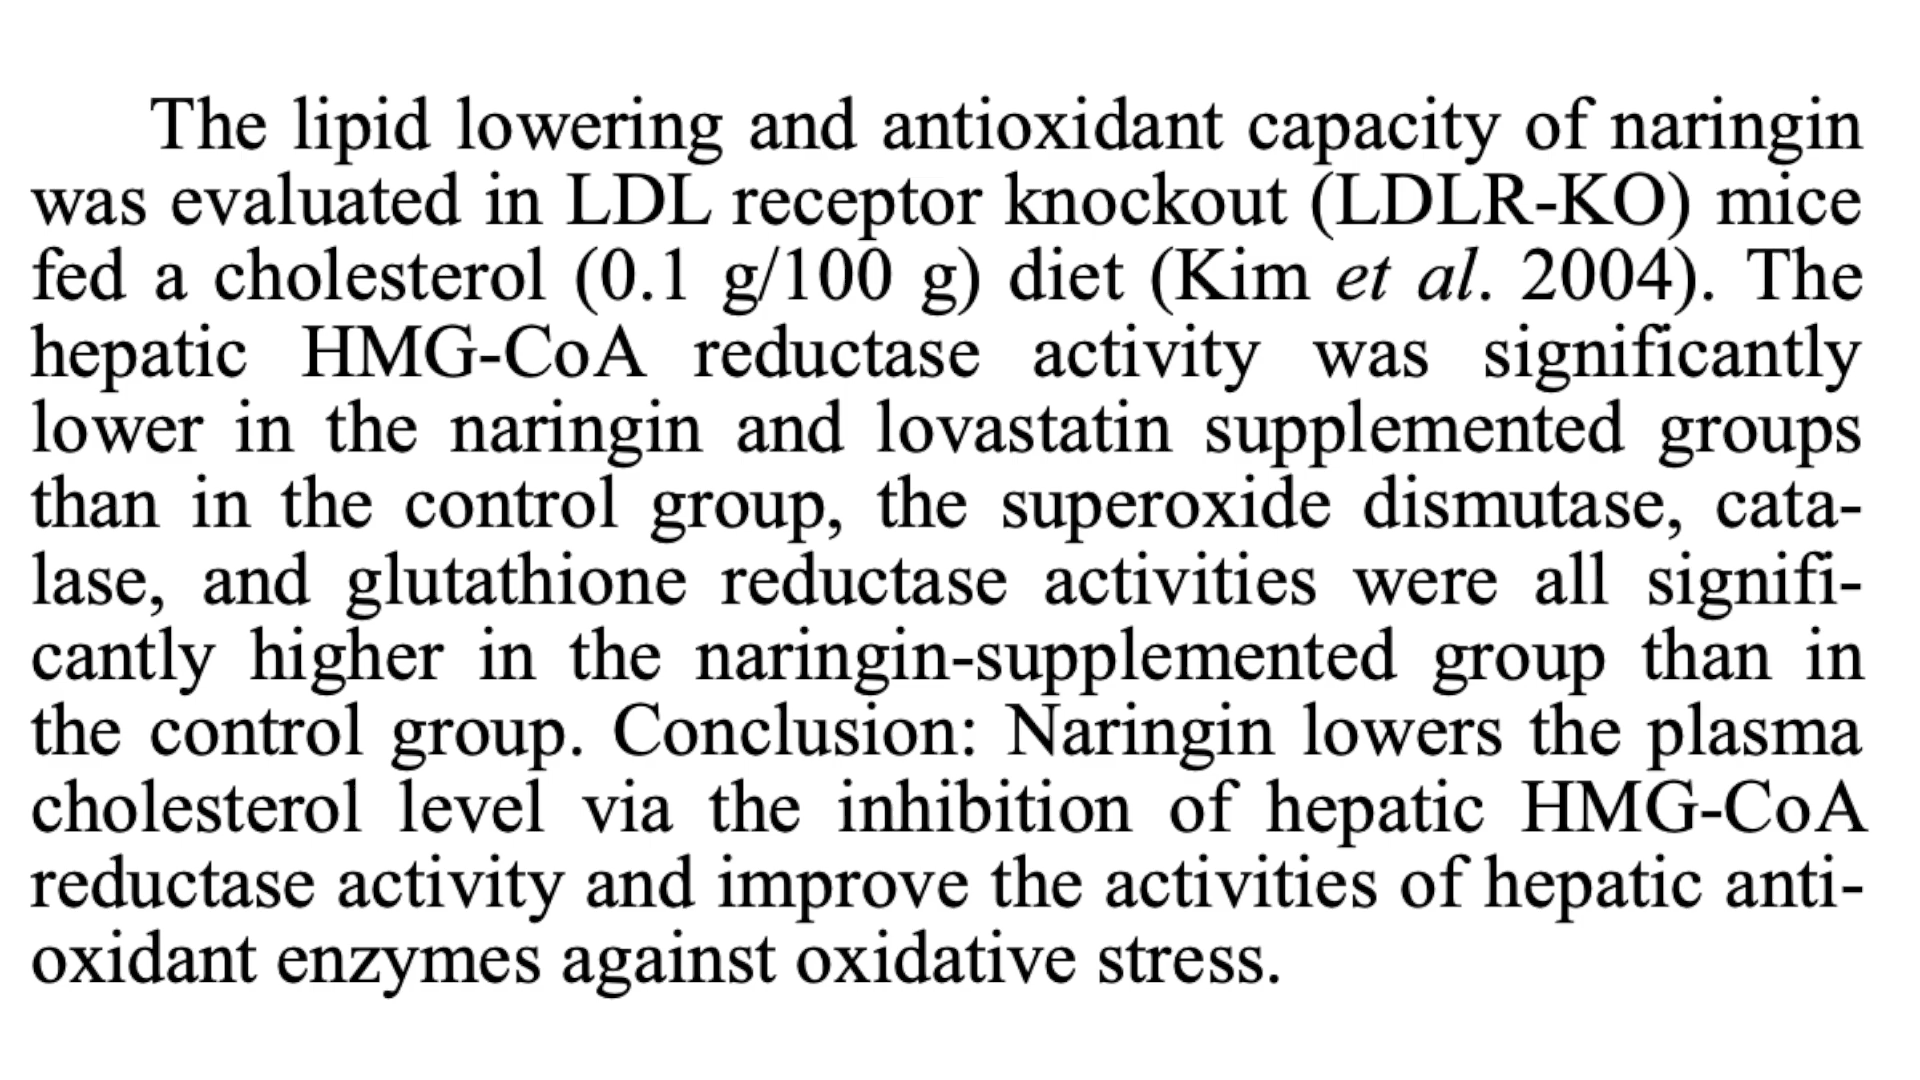 The lipid lowering and antioxidant capacity of naringin
was evaluated in LDL receptor knockout (LDLR-KO) mice
fed a cholesterol (0.1 g/100 g) diet (Kim et al. 2004). The
hepatic HMG-CoA reductase activity was significantly
lower in the naringin and lovastatin supplemented groups
than in the control group, the superoxide dismutase, cata-
lase, and glutathione reductase activities were all signifi-
cantly higher in the naringin-supplemented group than in
the control group. Conclusion: Naringin lowers the plasma
cholesterol level via the inhibition of hepatic HMG-CoA
reductase activity and improve the activities of hepatic anti-
oxidant enzymes against oxidative stress.